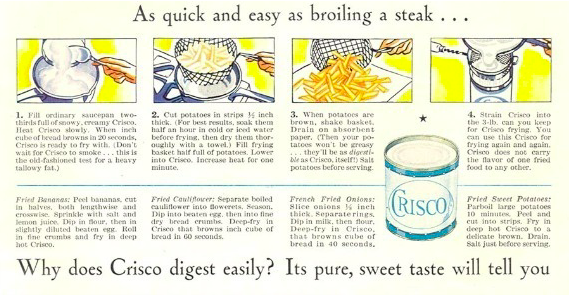 As quick and easy as broiling a steak . . .
1. Fill ordinary saucepan two-
thirds full of snowy, creamy Crisco.
Heat Crisco slowly. When inch
cube of bread browns in 20 seconds,
Crisco is ready to fry with. (Don't
wait for Crisco to smoke . . . this is
the old-fashioned test for a heavy
tallowy fat.)
2. Cut potatoes in strips ½ inch
thick. (For best results, soak them
half an hour in cold or iced water
before frying, then dry them thor-
oughly with a towel.) Fill frying
basket half full of potatoes. Lower
into Crisco. Increase heat for one
minute.
3. When potatoes are
brown, shake basket.
Drain on absorbent
paper. (Then your po-
tatoes won't be greasy
. . . they'll be as digesti-
ble as Crisco, itself!) Salt
potatoes before serving.
4. Strain Crisco into
the 3-lb. can you keep
for Crisco frying. You
can use this Crisco for
frying again and again.
Crisco does not carry
the flavor of one fried
food to any other.
CRISCO
Fried Bananas: Peel bananas, cut
in halves, both lengthwise and
crosswise. Sprinkle with salt and
lemon juice. Dip in flour, then in
slightly diluted beaten egg. Roll
in fine crumbs and fry in deep
hot Crisco.
Fried Cauliflower: Separate boiled
cauliflower into flowerets. Season.
Dip into beaten egg, then into fine
dry bread crumbs. Deep-fry in
Crisco that browns inch cube of
bread in 60 seconds.
French Fried Onions:
Slice onions ¼ inch
thick. Separate rings.
Dip in milk, then flour.
Deep-fry in Crisco,
that browns cube of
bread in 40 seconds.
Fried Sweet Potatoes:
Parboil large potatoes
10 minutes. Peel and
cut into strips. Fry in
deep hot Crisco to a
delicate brown. Drain.
Salt just before serving.
Why does Crisco digest easily? Its pure, sweet taste will tell you